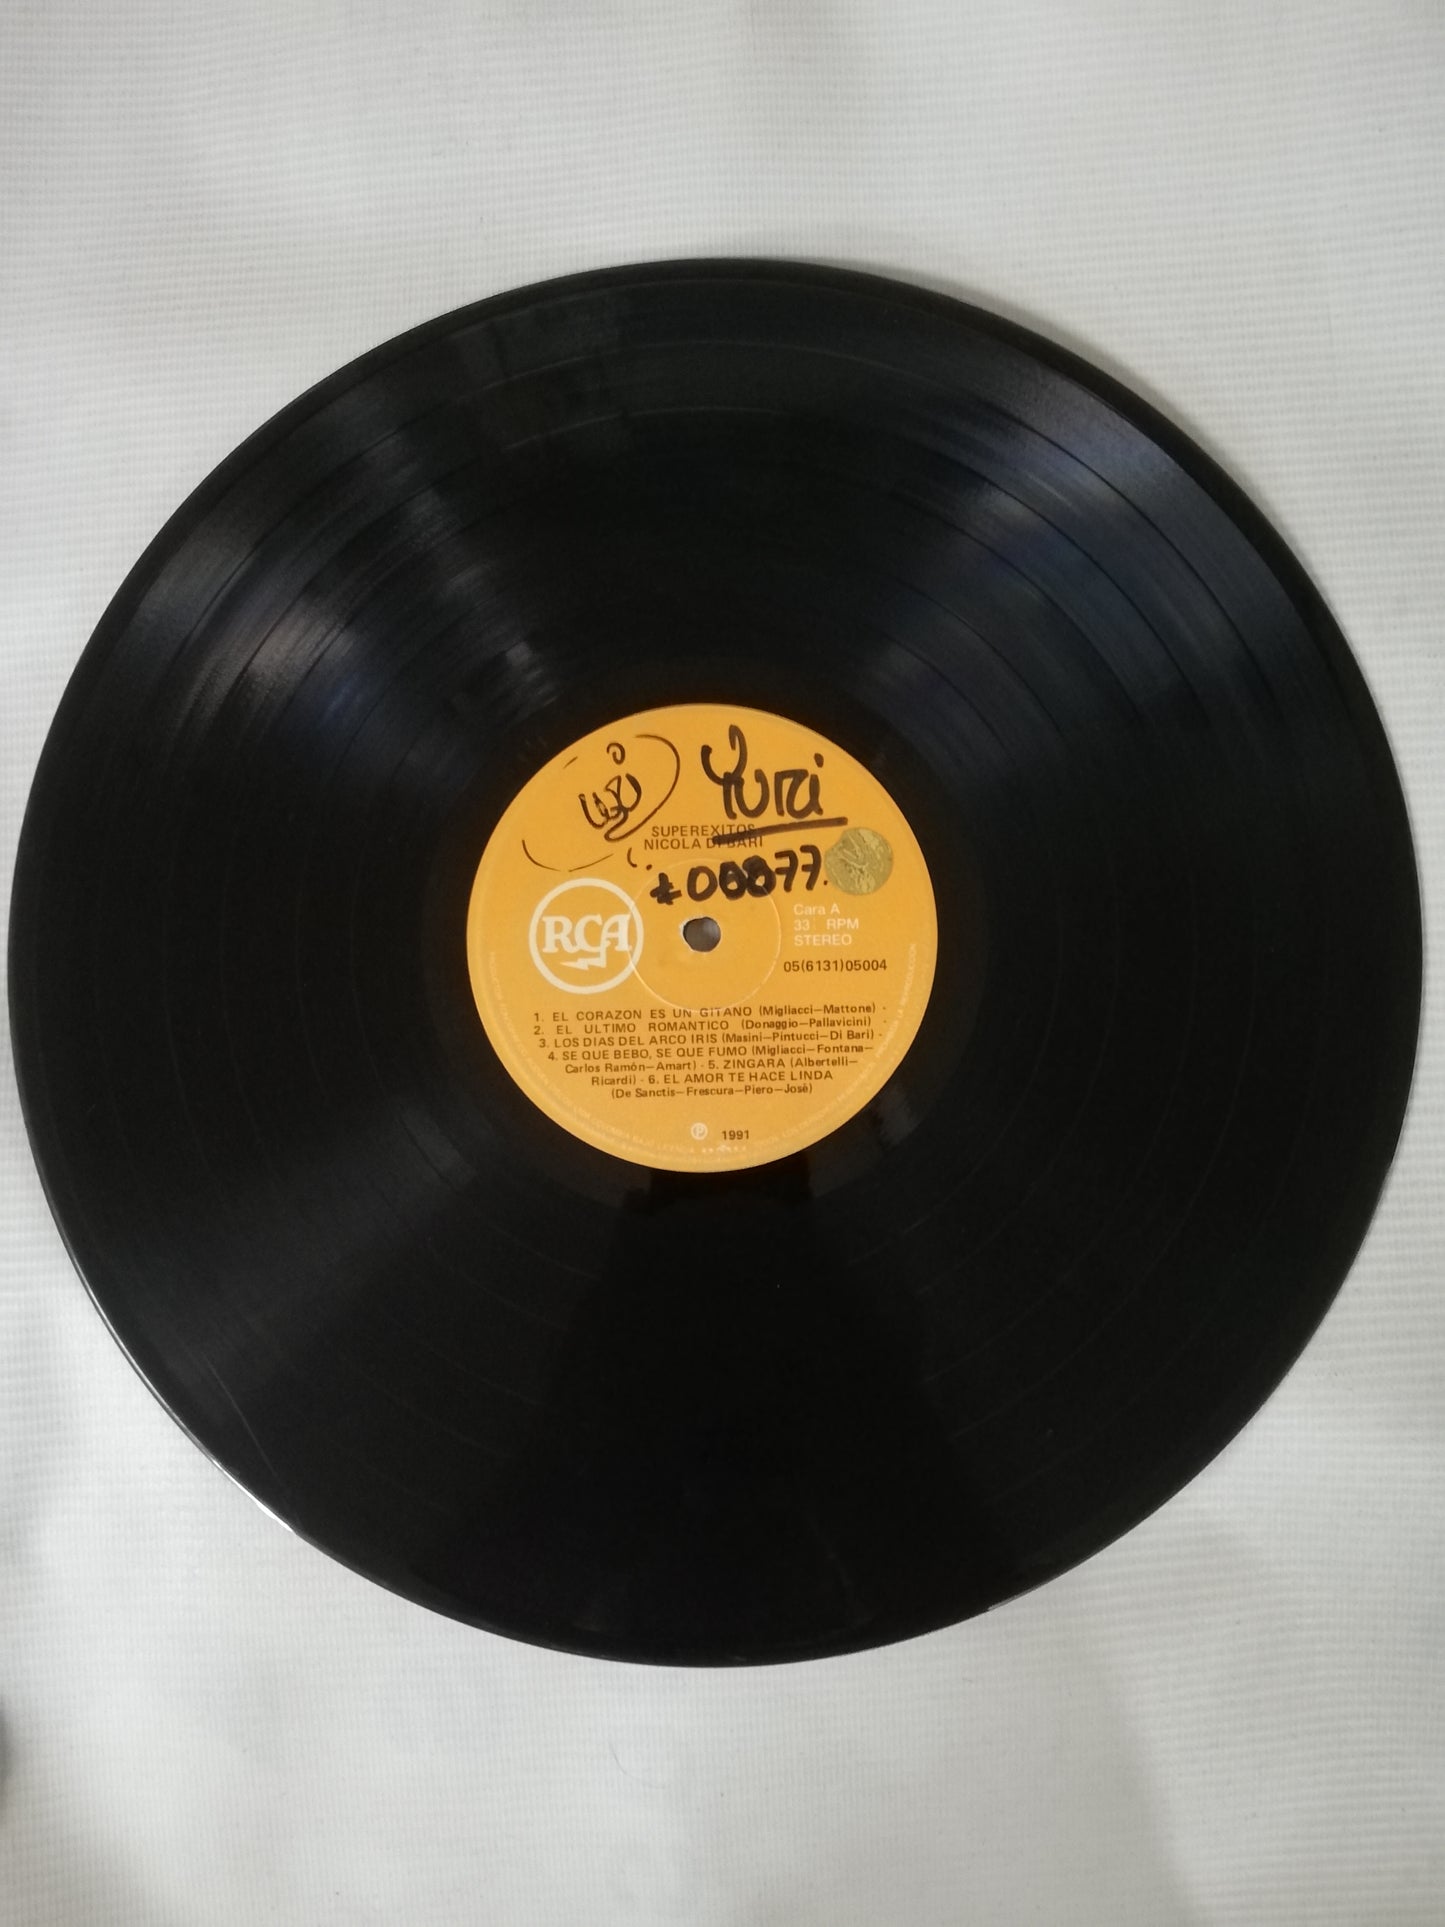 Yuri
SUPEREXITOS
NICOLA DI BARI
00877.
RCA
Cara A
33 RPM
STEREO
05(6131)05004
1. EL CORAZON ES UN GITANO (Migliacci—Mattone) ·
2. EL ULTIMO ROMANTICO (Donaggio—Pallavicini) ·
3. LOS DIAS DEL ARCO IRIS (Masini—Pintucci—Di Bari) ·
4. SE QUE BEBO, SE QUE FUMO (Migliacci—Fontana—
Carlos Ramón—Amart) · 5. ZINGARA (Albertelli—
Ricardi) · 6. EL AMOR TE HACE LINDA
(De Sanctis—Frescura—Piero—José)
℗ 1991